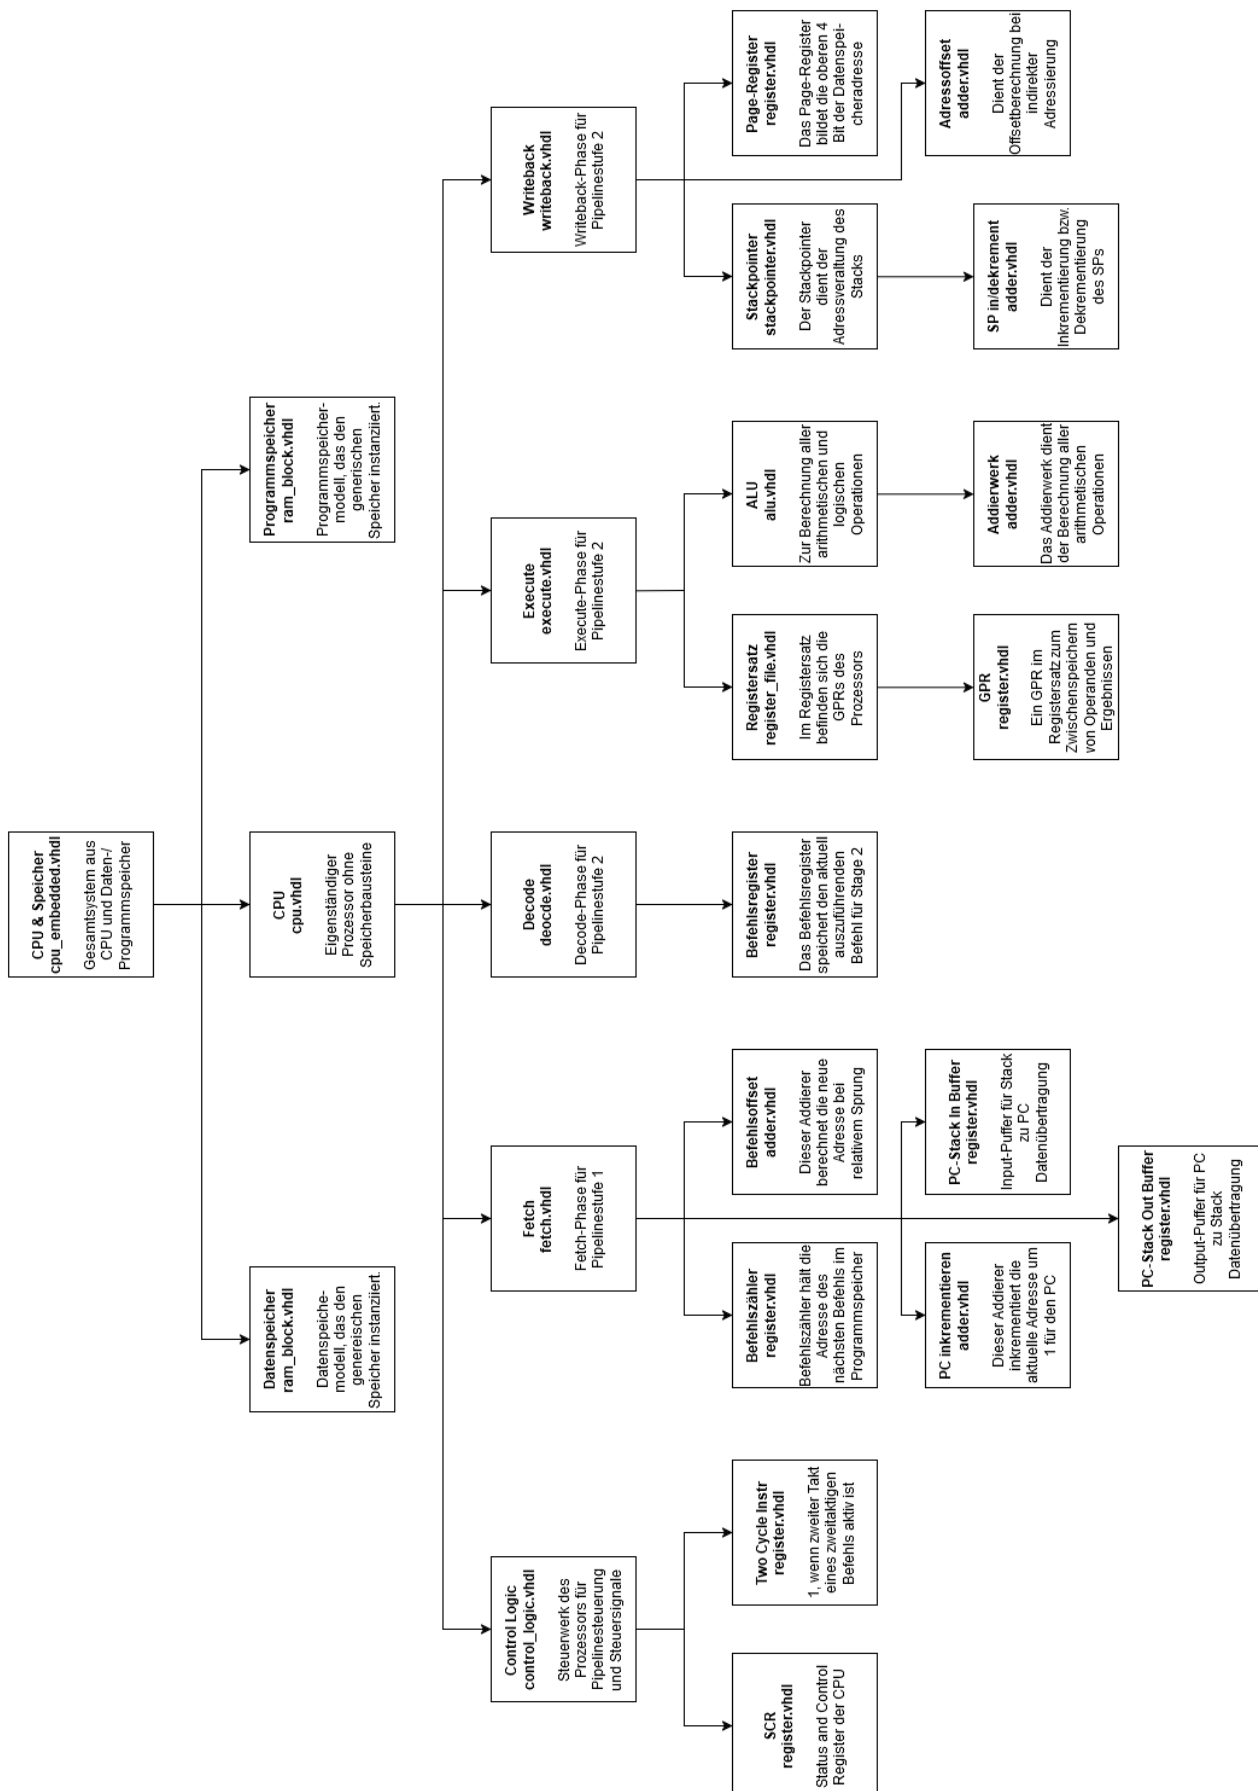 CPU & Speicher
cpu_embedded.vhdl
Gesamtsystem aus
CPU und Daten-/
Programmspeicher
Datenspeicher
ram_block.vhdl
Datenspeiche-
modell, das den
genereischen
Speicher instanziiert.
CPU
cpu.vhdl
Eigenständiger
Prozessor ohne
Speicherbausteine
Programmspeicher
ram_block.vhdl
Programmspeicher-
modell, das den
generischen
Speicher instanziiert.
Control Logic
control_logic.vhdl
Steuerwerk des
Prozessors für
Pipelinesteuerung
und Steuersignale
Fetch
fetch.vhdl
Fetch-Phase für
Pipelinestufe 1
Decode
deocde.vhdl
Decode-Phase für
Pipelinestufe 2
Execute
execute.vhdl
Execute-Phase für
Pipelinestufe 2
Writeback
writeback.vhdl
Writeback-Phase für
Pipelinestufe 2
SCR
register.vhdl
Status and Control
Register der CPU
Two Cycle Instr
register.vhdl
1, wenn zweiter Takt
eines zweitaktigen
Befehls aktiv ist
Befehlszähler
register.vhdl
Befehlszähler hält die
Adresse des
nächsten Befehls im
Programmspeicher
Befehlsoffset
adder.vhdl
Dieser Addierer
berechnet die neue
Adresse bei
relativem Sprung
Befehlsregister
register.vhdl
Das Befehlsregister
speichert den aktuell
auszuführenden
Befehl für Stage 2
Registersatz
register_file.vhdl
Im Registersatz
befinden sich die
GPRs des
Prozessors
ALU
alu.vhdl
Zur Berechnung aller
arithmetischen und
logischen
Operationen
Stackpointer
stackpointer.vhdl
Der Stackpointer
dient der
Adressveraltung des
Stacks
Page-Register
register.vhdl
Das Page-Register
bildet die oberen 4
Bit der Datenspei-
cheradresse
PC inkrementieren
adder.vhdl
Dieser Addierer
inkrementiert die
aktuelle Adresse um
1 für den PC
PC-Stack In Buffer
register.vhdl
Input-Puffer für Stack
zu PC
Datenübertragung
GPR
register.vhdl
Ein GPR im
Registersatz zum
Zwischenspeichern
von Operanden und
Ergebnissen
Addierwerk
adder.vhdl
Das Addierwerk dient
der Berechnung aller
arithmetischen
Operationen
SP in/dekrement
adder.vhdl
Dient der
Inkrementierung bzw.
Dekrementierung
des SPs
Adressoffset
adder.vhdl
Dient der
Offsetberechnung bei
indirekter
Adressierung
PC-Stack Out Buffer
register.vhdl
Output-Puffer für PC
zu Stack
Datenübertragung